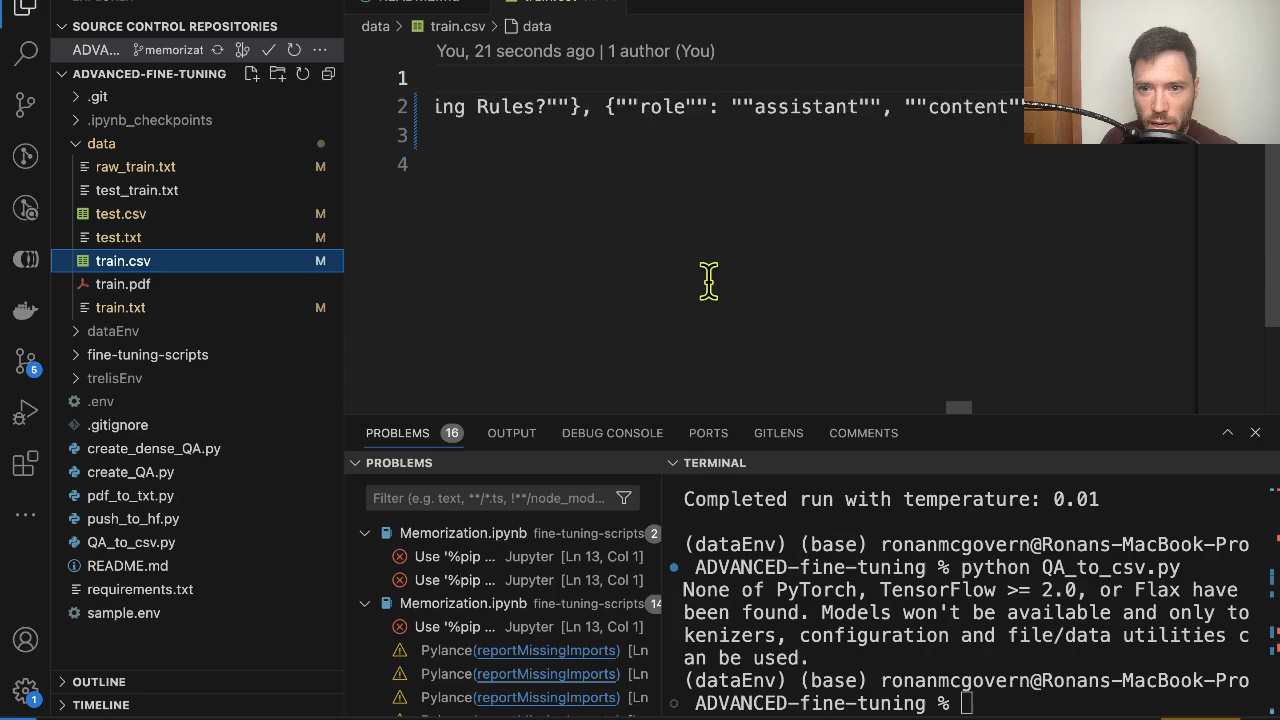 SOURCE CONTROL REPOSITORIES
ADVA... memorizat
ADVANCED-FINE-TUNING
.git
.ipynb_checkpoints
data
raw_train.txt M
test_train.txt
test.csv M
test.txt M
train.csv M
train.pdf
train.txt M
dataEnv
fine-tuning-scripts
trelisEnv
.env
.gitignore
create_dense_QA.py
create_QA.py
pdf_to_txt.py
push_to_hf.py
QA_to_csv.py
README.md
requirements.txt
sample.env
OUTLINE
TIMELINE
5
1
data > train.csv > data
You, 21 seconds ago | 1 author (You)
1
2 ing Rules?""}, {""role"": ""assistant"", ""content"
3
4
PROBLEMS 16 OUTPUT DEBUG CONSOLE PORTS GITLENS COMMENTS
PROBLEMS
Filter (e.g. text, **/*.ts, !**/node_mod...
Memorization.ipynb fine-tuning-scripts 2
Use '%pip ... Jupyter [Ln 13, Col 1]
Use '%pip ... Jupyter [Ln 13, Col 1]
Memorization.ipynb fine-tuning-scripts 14
Use '%pip ... Jupyter [Ln 13, Col 1]
Pylance(reportMissingImports) [Ln
Pylance(reportMissingImports) [Ln
Pylance(reportMissingImports) [Ln
TERMINAL
Completed run with temperature: 0.01
(dataEnv) (base) ronanmcgovern@Ronans-MacBook-Pro
ADVANCED-fine-tuning % python QA_to_csv.py
None of PyTorch, TensorFlow >= 2.0, or Flax have
been found. Models won't be available and only to
kenizers, configuration and file/data utilities c
an be used.
(dataEnv) (base) ronanmcgovern@Ronans-MacBook-Pro
ADVANCED-fine-tuning %